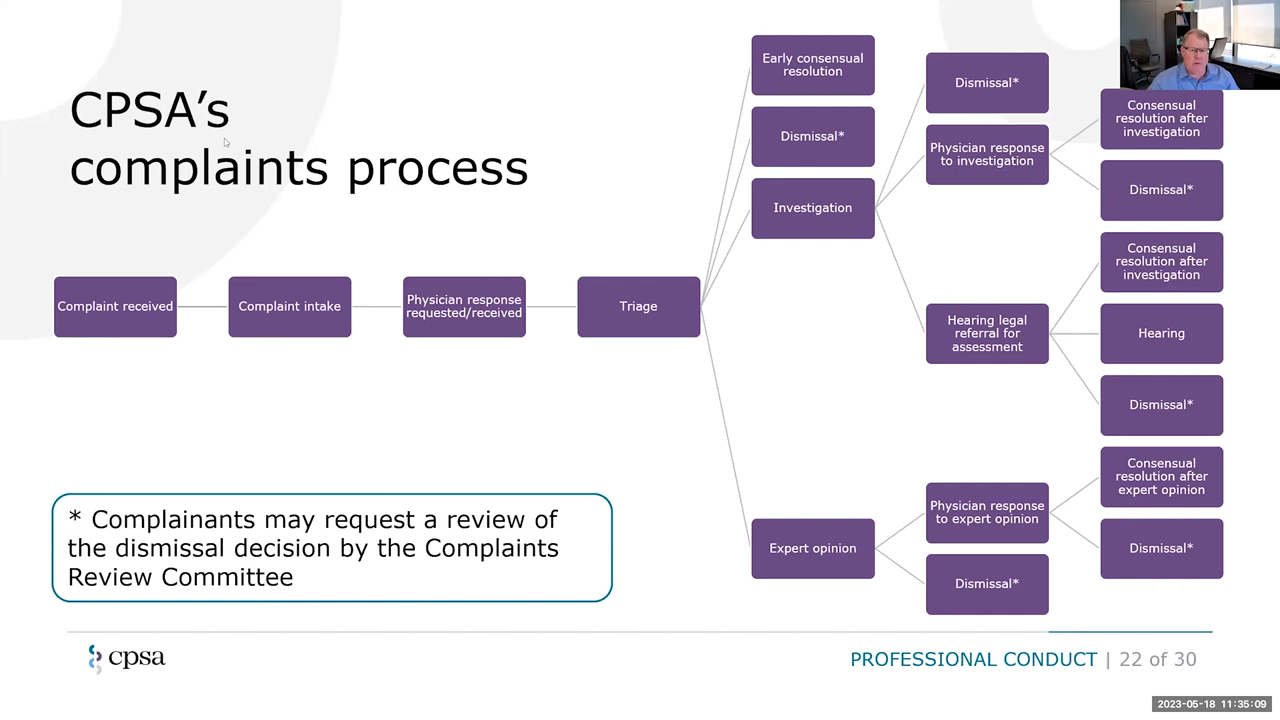 CPSA's
complaints process
Complaint received
Complaint intake
Physician response
requested/received
Triage
Early consensual
resolution
Dismissal*
Investigation
Expert opinion
Dismissal*
Physician response
to investigation
Hearing legal
referral for
assessment
Physician response
to expert opinion
Dismissal*
Consensual
resolution after
investigation
Dismissal*
Consensual
resolution after
investigation
Hearing
Dismissal*
Consensual
resolution after
expert opinion
Dismissal*
* Complainants may request a review of
the dismissal decision by the Complaints
Review Committee
cpsa
PROFESSIONAL CONDUCT | 22 of 30
2023-05-18 11:35:09